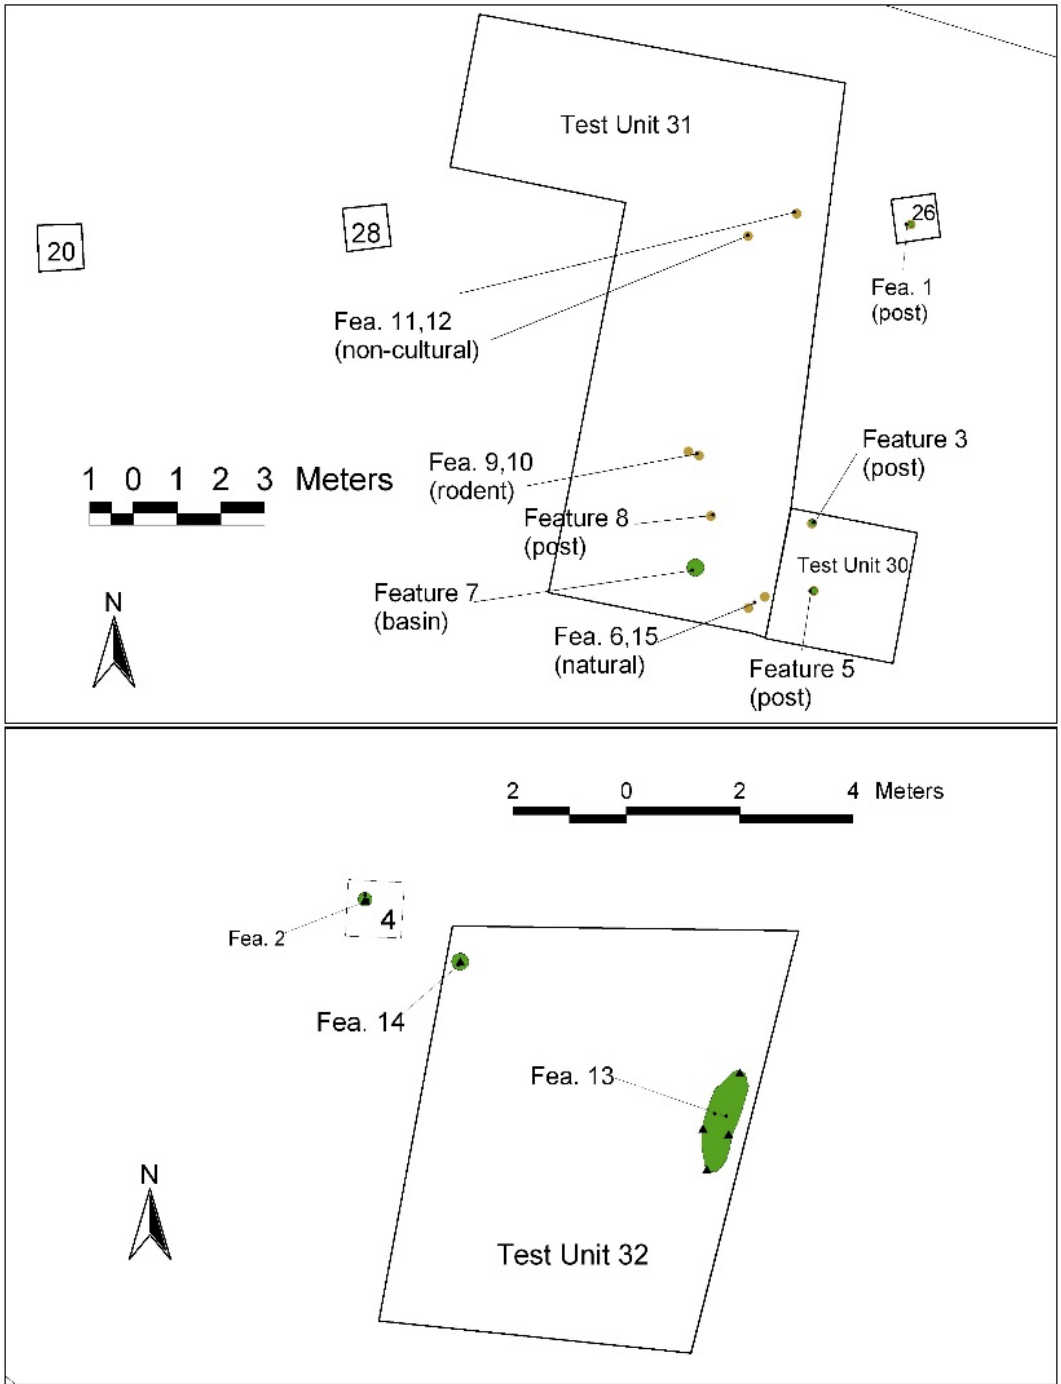 Test Unit 31
20
28
26
Fea. 1
(post)
Fea. 11,12
(non-cultural)
Feature 3
(post)
Fea. 9,10
(rodent)
1 0 1 2 3 Meters
Feature 8
(post)
Test Unit 30
Feature 7
(basin)
N
Fea. 6,15
(natural)
Feature 5
(post)
2 0 2 4 Meters
4
Fea. 2
Fea. 14
Fea. 13
N
Test Unit 32